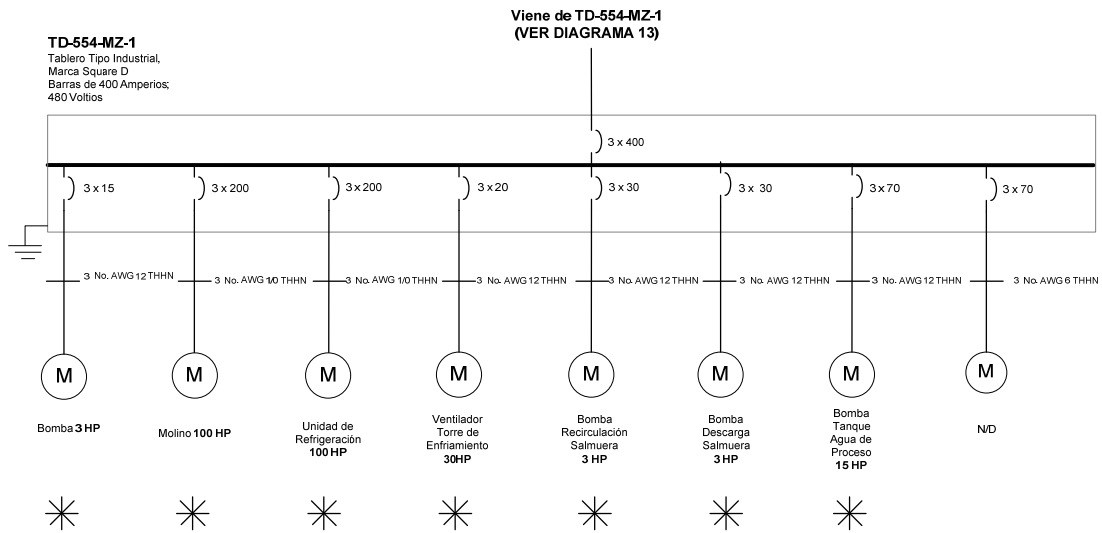 Viene de TD-554-MZ-1
(VER DIAGRAMA 13)
TD-554-MZ-1
Tablero Tipo Industrial,
Marca Square D
Barras de 400 Amperios;
480 Voltios
3 x 400
3 x 15
3 x 200
3 x 200
3 x 20
3 x 30
3 x 30
3 x 70
3 x 70
3 No. AWG 12 THHN
3 No. AWG 1/0 THHN
3 No. AWG 1/0 THHN
3 No. AWG 12 THHN
3 No. AWG 12 THHN
3 No. AWG 12 THHN
3 No. AWG 12 THHN
3 No. AWG 6 THHN
M
M
M
M
M
M
M
M
Bomba 3 HP
Molino 100 HP
Unidad de
Refrigeración
100 HP
Ventilador
Torre de
Enfriamiento
30HP
Bomba
Recirculación
Salmuera
3 HP
Bomba
Descarga
Salmuera
3 HP
Bomba
Tanque
Agua de
Proceso
15 HP
N/D